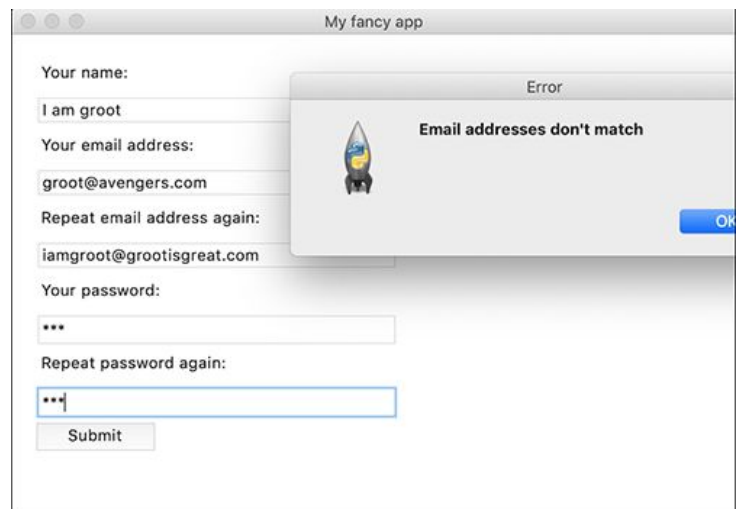 My fancy app
Your name:
I am groot
Error
Email addresses don't match
OK
Your email address:
groot@avengers.com
Repeat email address again:
iamgroot@grootisgreat.com
Your password:
•••
Repeat password again:
•••
Submit